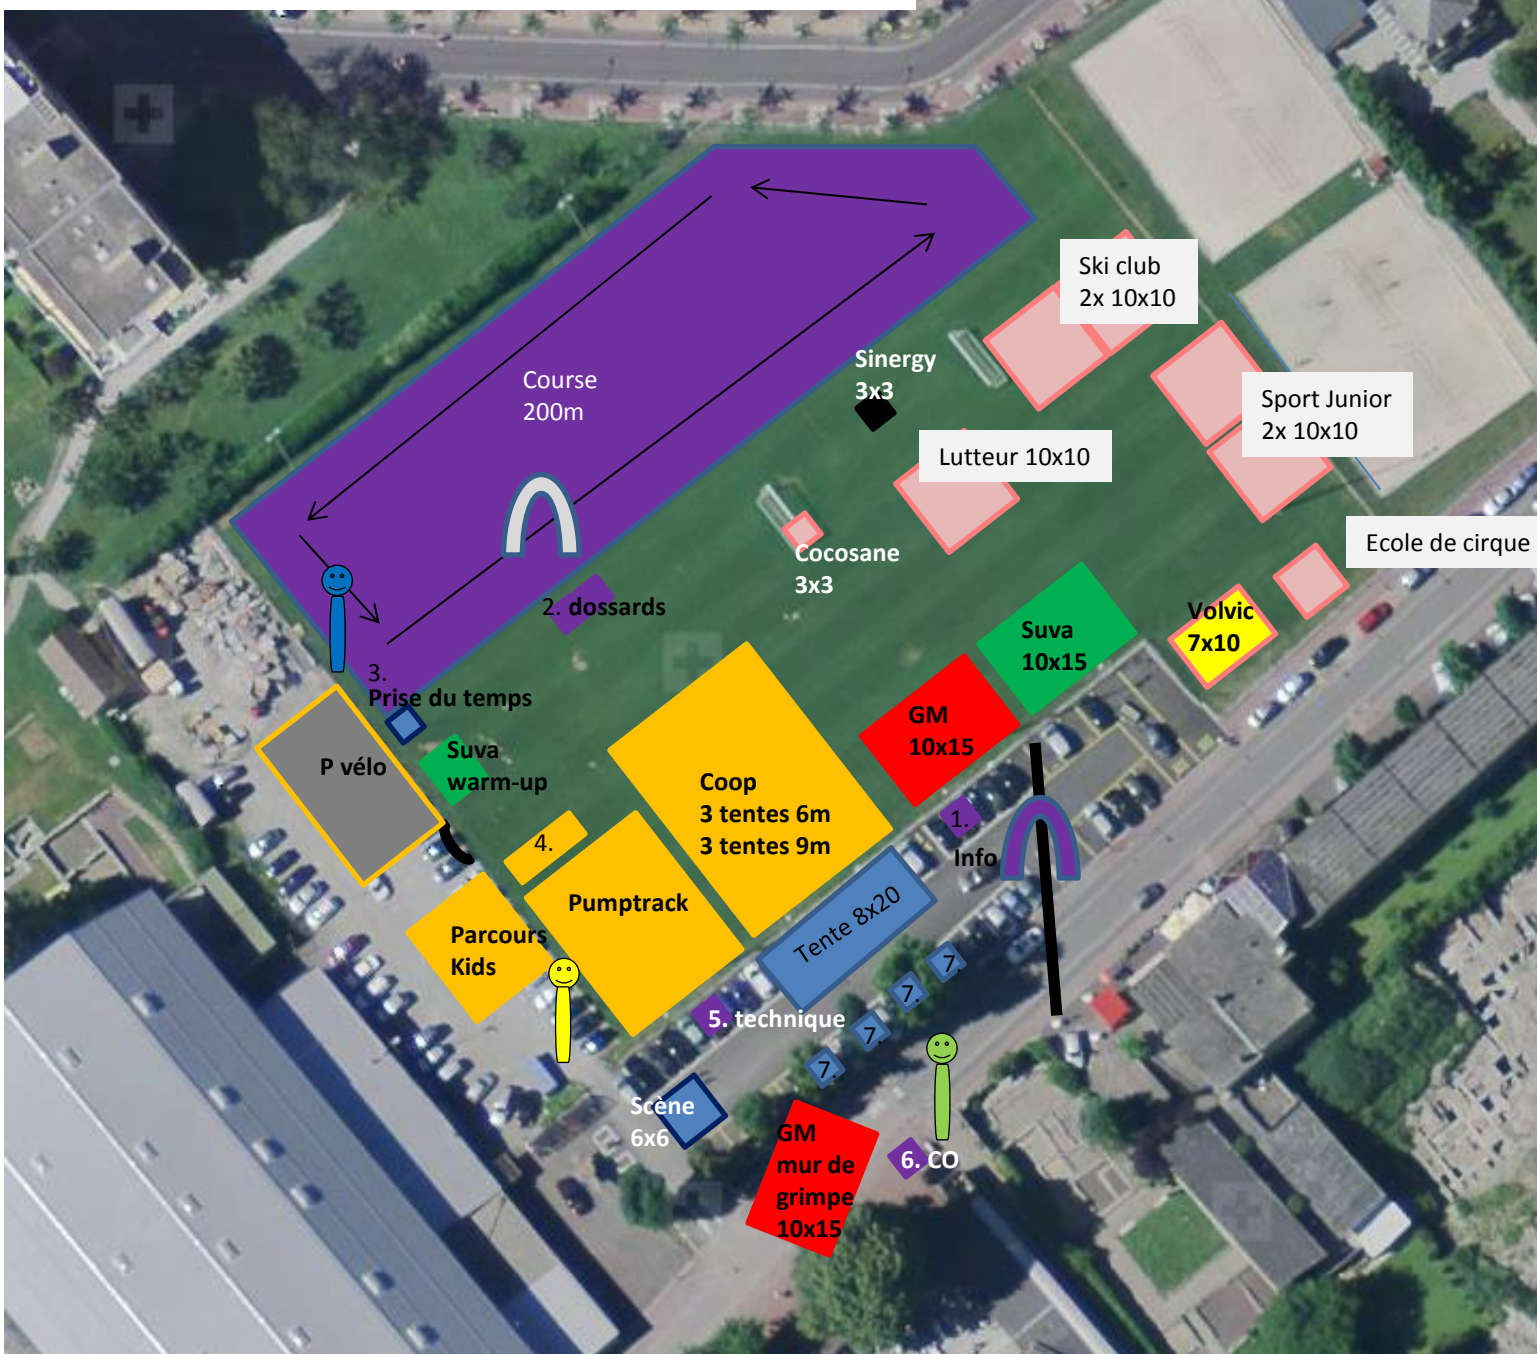 Ski club
2x 10x10
Sinergy
3x3
Course
200m
Sport Junior
2x 10x10
Lutteur 10x10
Ecole de cirque
Cocosane
3x3
2. dossards
Volvic
7x10
Suva
10x15
3.
Prise du temps
GM
10x15
Suva
warm-up
P vélo
Coop
3 tentes 6m
3 tentes 9m
1.
Info
4.
Pumptrack
Tente 8x20
Parcours
Kids
7.
7.
7.
7.
5. technique
Scène
6x6
GM
mur de
grimpe
10x15
6. CO